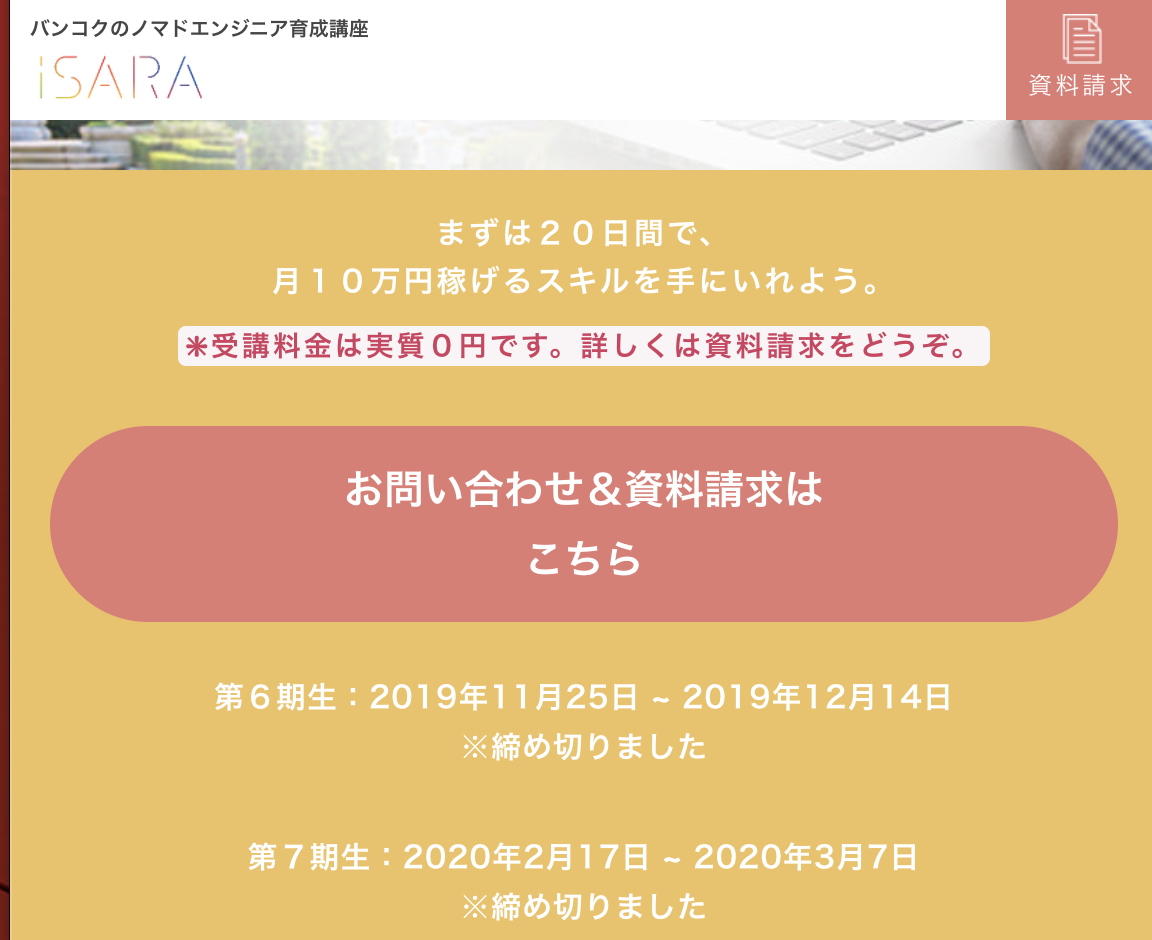 バンコクのノマドエンジニア育成講座
iSARA
資料請求
まずは２０日間で、
月１０万円稼げるスキルを手にいれよう。
＊受講料金は実質０円です。詳しくは資料請求をどうぞ。
お問い合わせ＆資料請求は
こちら
第６期生：2019年11月25日 ~ 2019年12月14日
※締め切りました
第７期生：2020年2月17日 ~ 2020年3月7日
※締め切りました